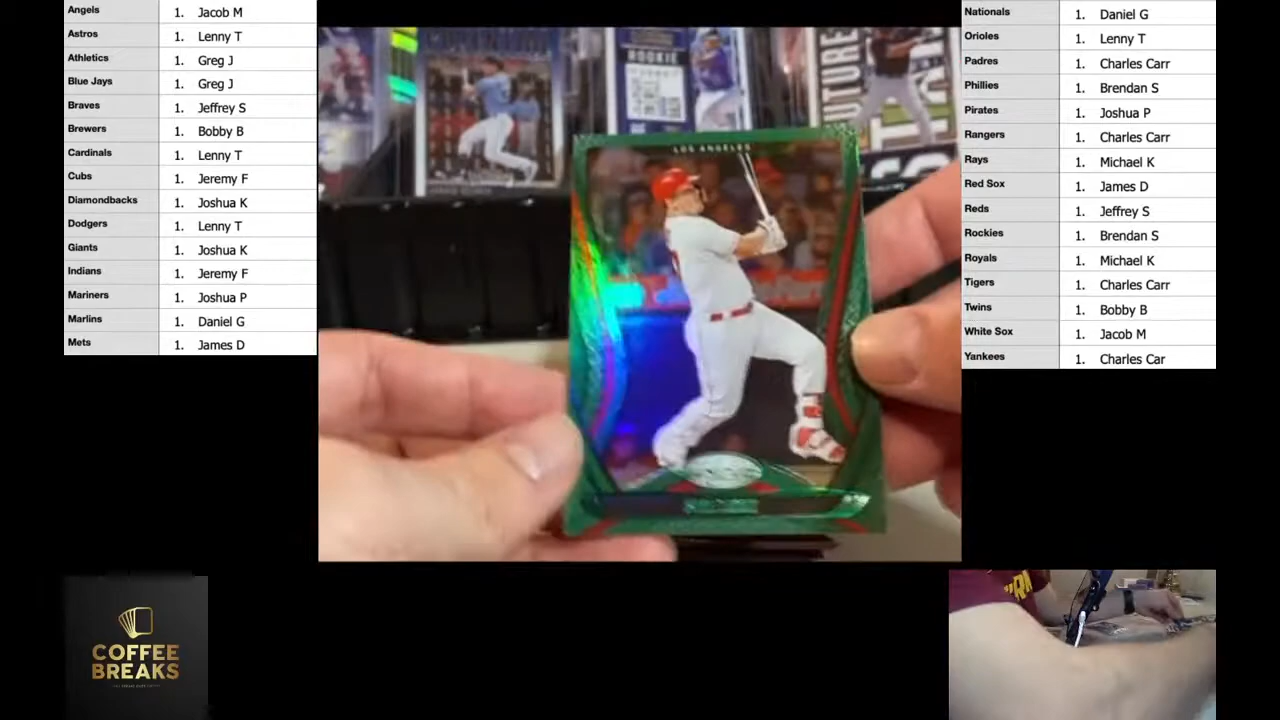 Angels 1. Jacob M
Astros 1. Lenny T
Athletics 1. Greg J
Blue Jays 1. Greg J
Braves 1. Jeffrey S
Brewers 1. Bobby B
Cardinals 1. Lenny T
Cubs 1. Jeremy F
Diamondbacks 1. Joshua K
Dodgers 1. Lenny T
Giants 1. Joshua K
Indians 1. Jeremy F
Mariners 1. Joshua P
Marlins 1. Daniel G
Mets 1. James D
ROOKIE
FUTURE
LOS ANGELES
Nationals 1. Daniel G
Orioles 1. Lenny T
Padres 1. Charles Carr
Phillies 1. Brendan S
Pirates 1. Joshua P
Rangers 1. Charles Carr
Rays 1. Michael K
Red Sox 1. James D
Reds 1. Jeffrey S
Rockies 1. Brendan S
Royals 1. Michael K
Tigers 1. Charles Carr
Twins 1. Bobby B
White Sox 1. Jacob M
Yankees 1. Charles Car
COFFEE
BREAKS